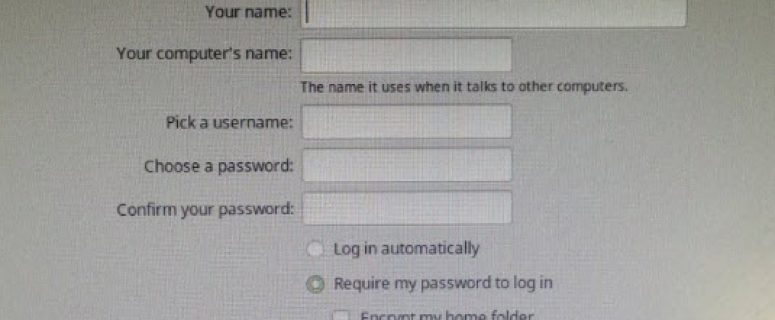 Your name:
Your computer's name:
The name it uses when it talks to other computers.
Pick a username:
Choose a password:
Confirm your password:
Log in automatically
Require my password to log in
Encrypt my home folder